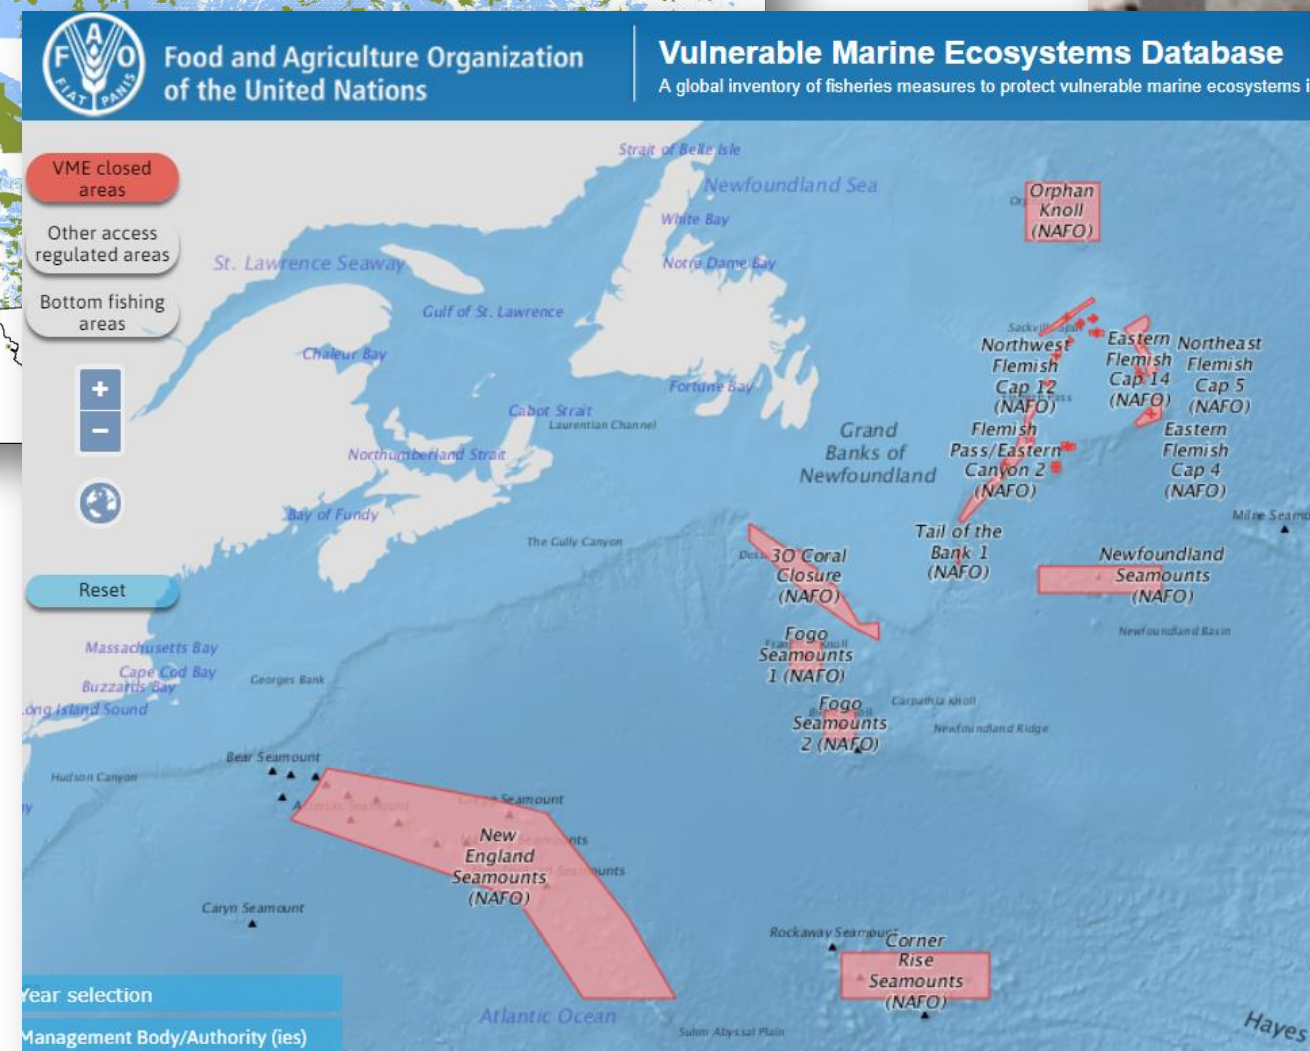 FAO
FIAT PANIS
Food and Agriculture Organization
of the United Nations
Vulnerable Marine Ecosystems Database
A global inventory of fisheries measures to protect vulnerable marine ecosystems i
VME closed
areas
Other access
regulated areas
Bottom fishing
areas
+
−
Reset
Strait of Belle Isle
Newfoundland Sea
White Bay
Notre Dame Bay
St. Lawrence Seaway
Gulf of St. Lawrence
Chaleur Bay
Fortune Bay
Cabot Strait
Laurentian Channel
Northumberland Strait
Bay of Fundy
The Gully Canyon
Grand
Banks of
Newfoundland
Orphan
Knoll
(NAFO)
Northwest
Flemish
Cap 12
(NAFO)
Eastern
Flemish
Cap 14
(NAFO)
Northeast
Flemish
Cap 5
(NAFO)
Flemish
Pass/Eastern
Canyon 2
(NAFO)
Eastern
Flemish
Cap 4
(NAFO)
Tail of the
Bank 1
(NAFO)
3O Coral
Closure
(NAFO)
Newfoundland
Seamounts
(NAFO)
Newfoundland Basin
Fogo
Seamounts
1 (NAFO)
Fogo
Seamounts
2 (NAFO)
Carpathia Knoll
Newfoundland Ridge
Massachusetts Bay
Cape Cod Bay
Buzzards Bay
ong Island Sound
Georges Bank
Hudson Canyon
Bear Seamount
Seamount
New
England
Seamounts
(NAFO)
Caryn Seamount
Rockaway Seamount
Corner
Rise
Seamounts
(NAFO)
Atlantic Ocean
Suhm Abyssal Plain
Hayes
Year selection
Management Body/Authority (ies)